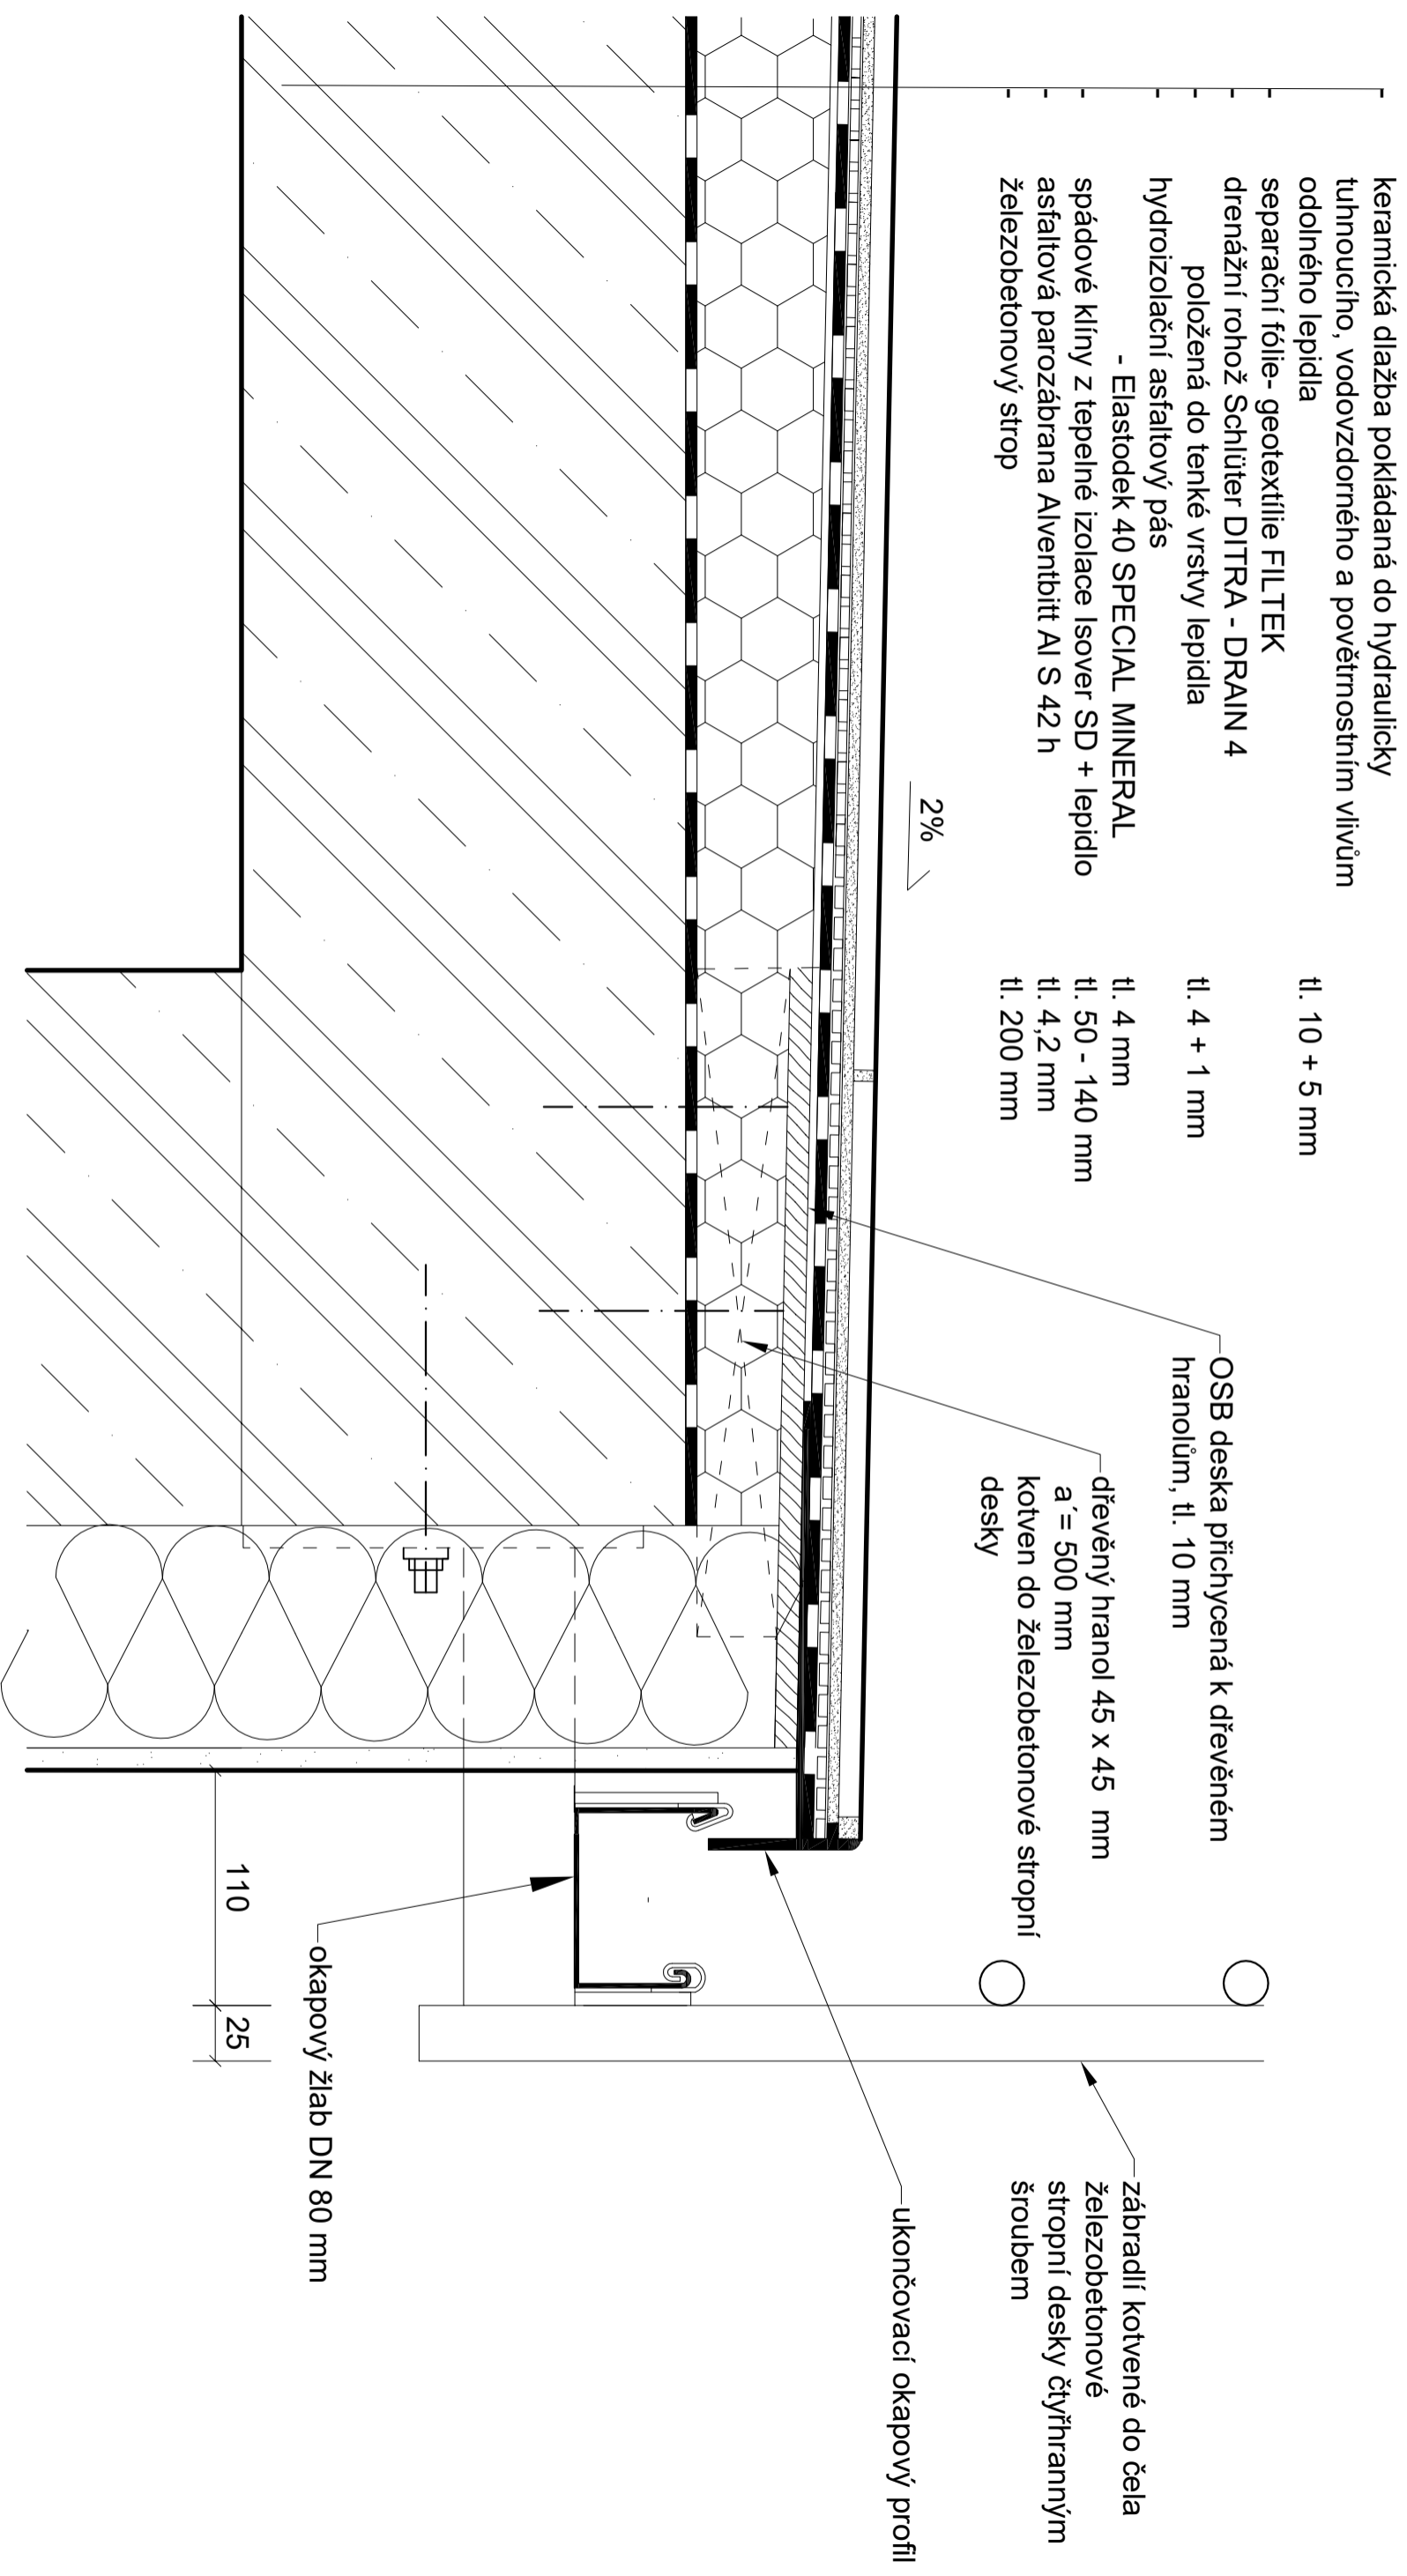 keramická dlažba pokládaná do hydraulicky
tuhnoucího, vodovzdorného a povětrnostním vlivům
odolného lepidla tl. 10 + 5 mm
separační fólie- geotextílie FILTEK
drenážní rohož Schlüter DITRA - DRAIN 4
položená do tenké vrstvy lepidla tl. 4 + 1 mm
hydroizolační asfaltový pás
- Elastodek 40 SPECIAL MINERAL tl. 4 mm
spádové klíny z tepelné izolace Isover SD + lepidlo tl. 50 - 140 mm
asfaltová parozábrana Alventbitt Al S 42 h tl. 4,2 mm
železobetonový strop tl. 200 mm
2%
OSB deska přichycená k dřevěném
hranolům, tl. 10 mm
dřevěný hranol 45 x 45 mm
a´= 500 mm
kotven do železobetonové stropní
desky
zábradlí kotvené do čela
železobetonové
stropní desky čtyřhranným
šroubem
ukončovací okapový profil
110
25
okapový žlab DN 80 mm